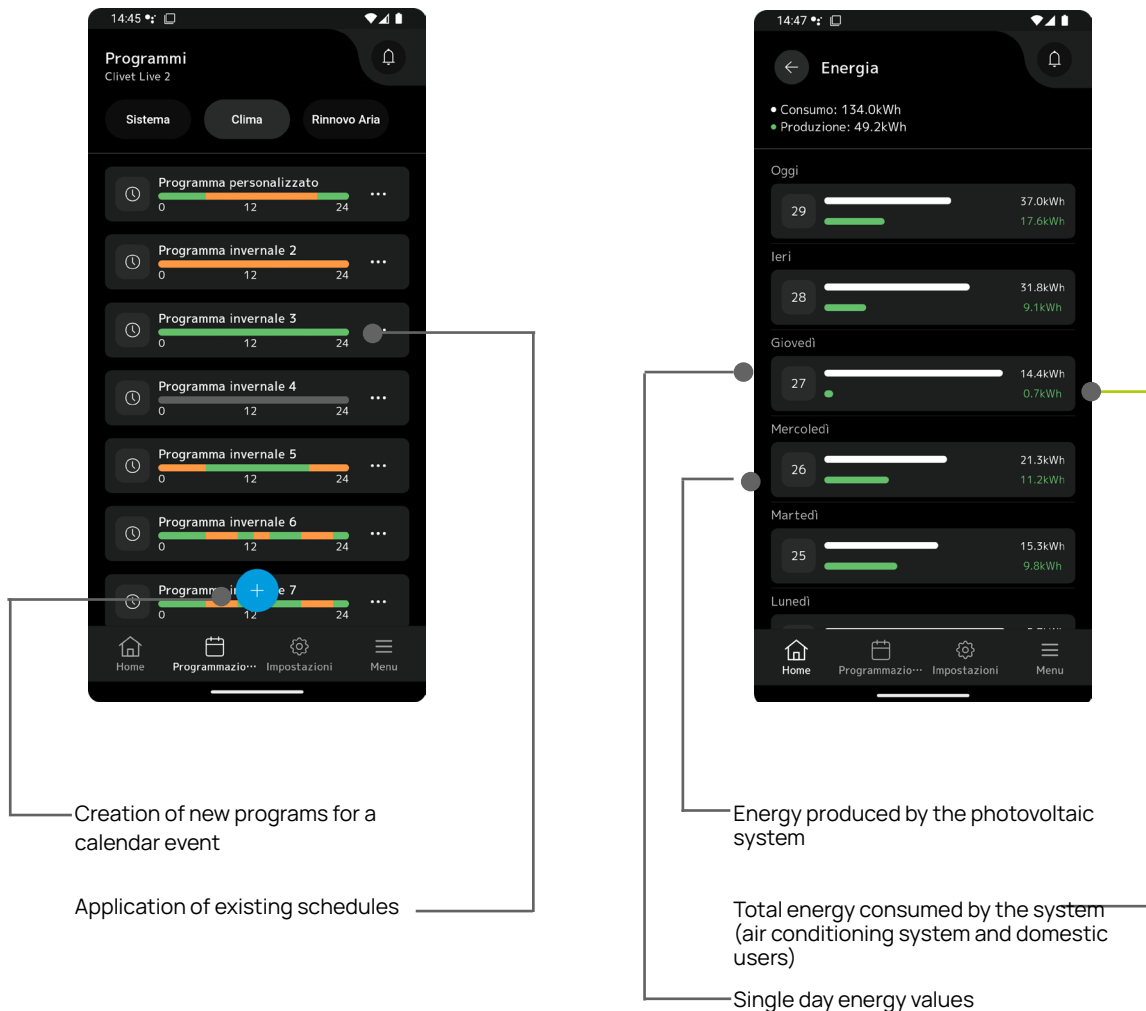 14:45
Programmi
Clivet Live 2
Sistema
Clima
Rinnovo Aria
Programma personalizzato
0 12 24
Programma invernale 2
0 12 24
Programma invernale 3
0 12 24
Programma invernale 4
0 12 24
Programma invernale 5
0 12 24
Programma invernale 6
0 12 24
e 7
0 12 24
+
Home
Programmazio···
Impostazioni
Menu
Creation of new programs for a
calendar event
Application of existing schedules
14:47
Energia
Consumo: 134.0kWh
Produzione: 49.2kWh
Oggi
29
37.0kWh
17.6kWh
Ieri
28
31.8kWh
9.1kWh
Giovedì
27
14.4kWh
0.7kWh
Mercoledì
26
21.3kWh
11.2kWh
Martedì
25
15.3kWh
9.8kWh
Lunedì
Home
Programmazio···
Impostazioni
Menu
Energy produced by the photovoltaic
system
Total energy consumed by the system
(air conditioning system and domestic
users)
Single day energy values